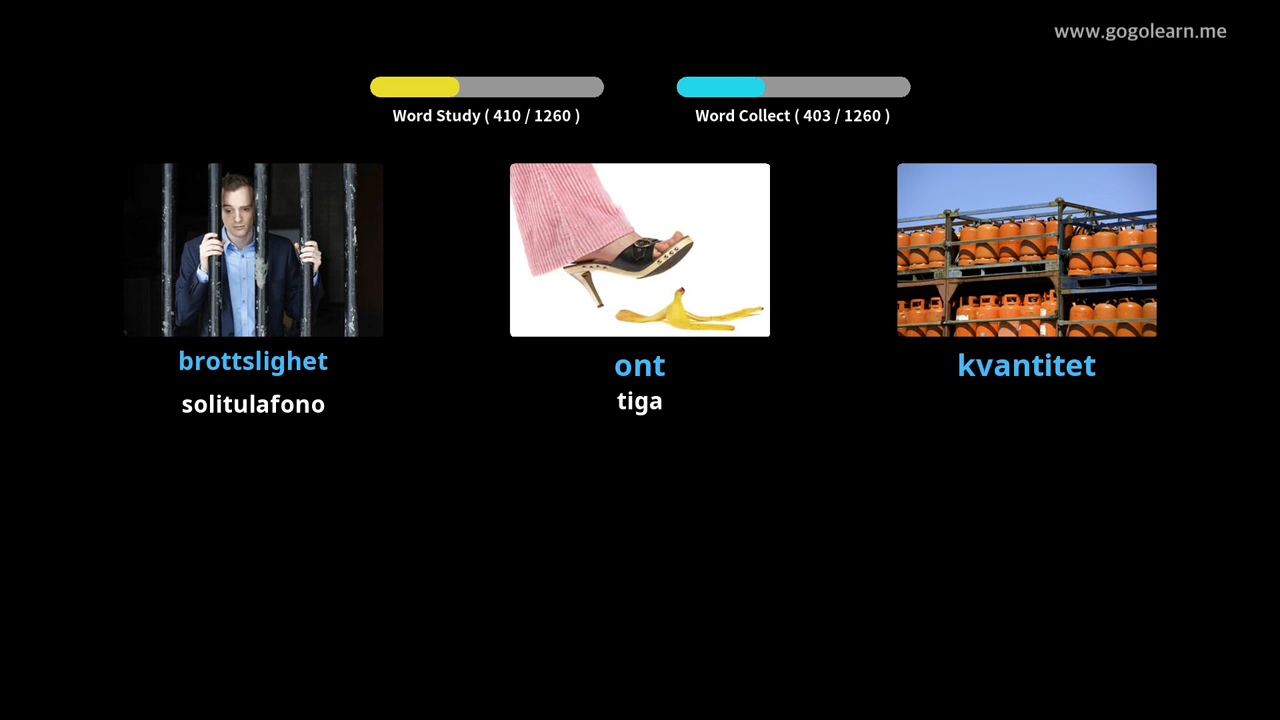 www.gogolearn.me
Word Study ( 410 / 1260 )
Word Collect ( 403 / 1260 )
brottslighet
solitulafono
ont
tiga
kvantitet